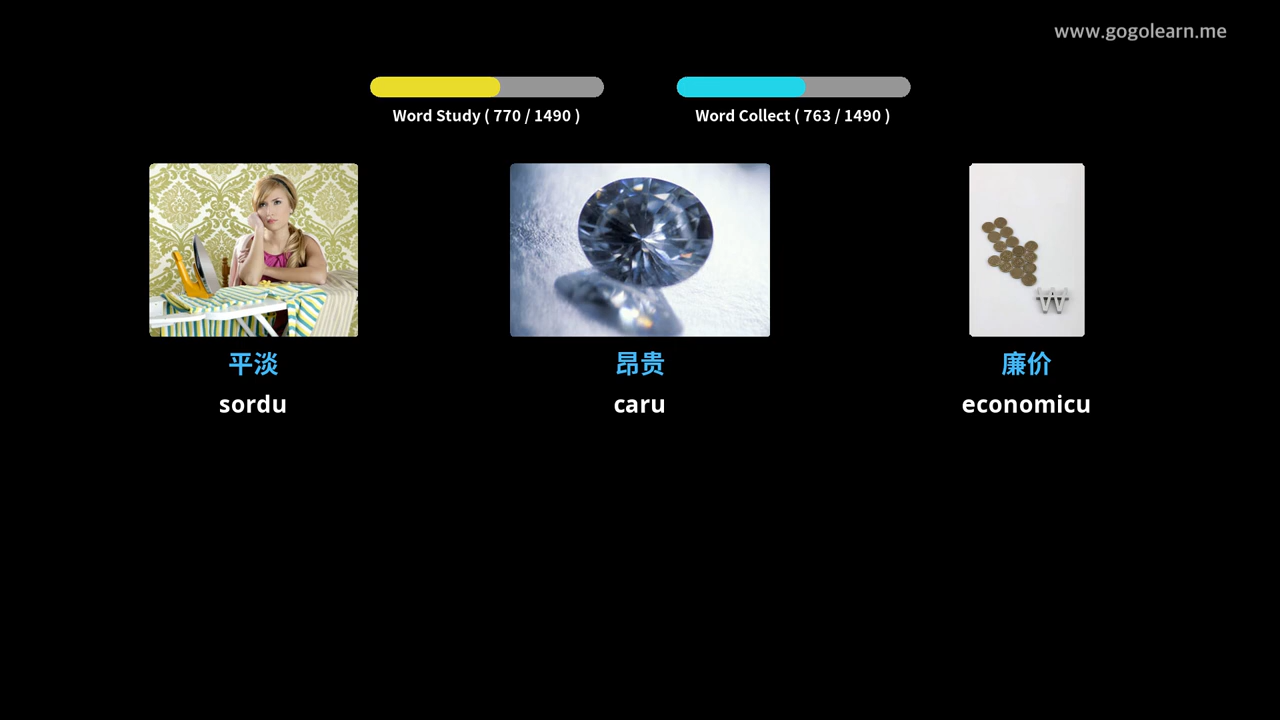 www.gogolearn.me
Word Study ( 770 / 1490 )
Word Collect ( 763 / 1490 )
平淡
昂贵
廉价
sordu
caru
economicu
₩